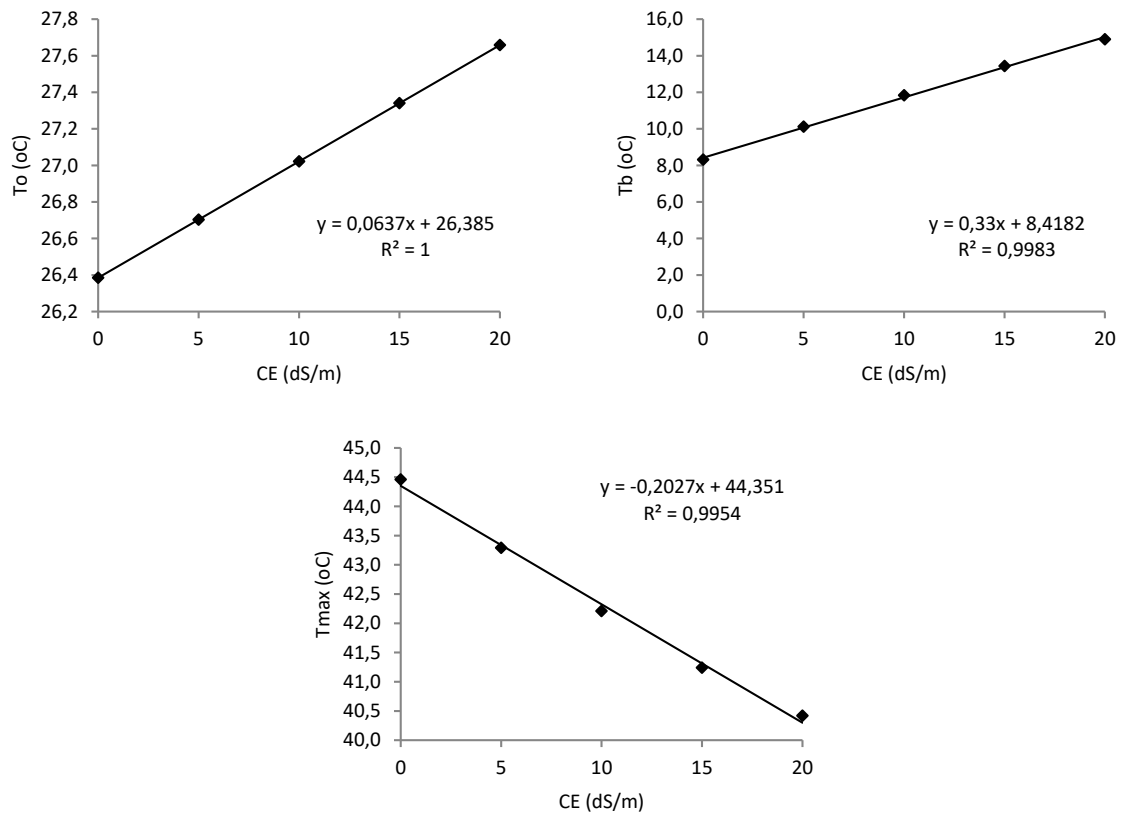 27,8
27,6
27,4
27,2
27,0
26,8
26,6
26,4
26,2
To (oC)
y = 0,0637x + 26,385
R² = 1
0 5 10 15 20
CE (dS/m)
16,0
14,0
12,0
10,0
8,0
6,0
4,0
2,0
0,0
Tb (oC)
y = 0,33x + 8,4182
R² = 0,9983
0 5 10 15 20
CE (dS/m)
45,0
44,5
44,0
43,5
43,0
42,5
42,0
41,5
41,0
40,5
40,0
Tmax (oC)
y = -0,2027x + 44,351
R² = 0,9954
0 5 10 15 20
CE (dS/m)